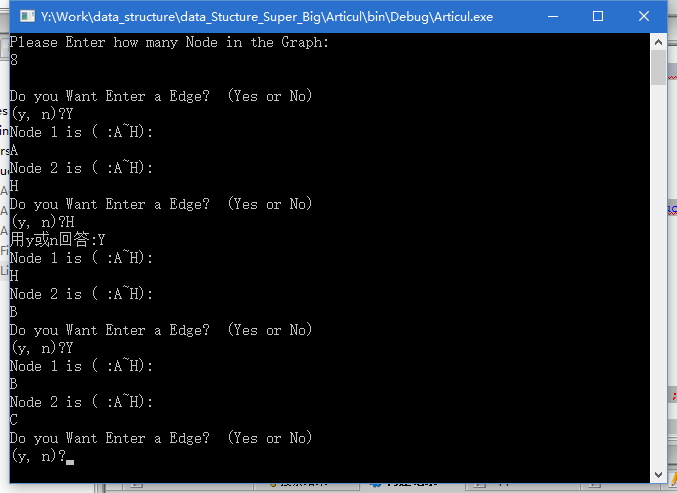 Y:\Work\data_structure\data_Stucture_Super_Big\Articul\bin\Debug\Articul.exe
Please Enter how many Node in the Graph:
8
Do you Want Enter a Edge?  (Yes or No)
(y, n)?Y
Node 1 is ( :A~H):
A
Node 2 is ( :A~H):
H
Do you Want Enter a Edge?  (Yes or No)
(y, n)?H
用y或n回答:Y
Node 1 is ( :A~H):
H
Node 2 is ( :A~H):
B
Do you Want Enter a Edge?  (Yes or No)
(y, n)?Y
Node 1 is ( :A~H):
B
Node 2 is ( :A~H):
C
Do you Want Enter a Edge?  (Yes or No)
(y, n)?